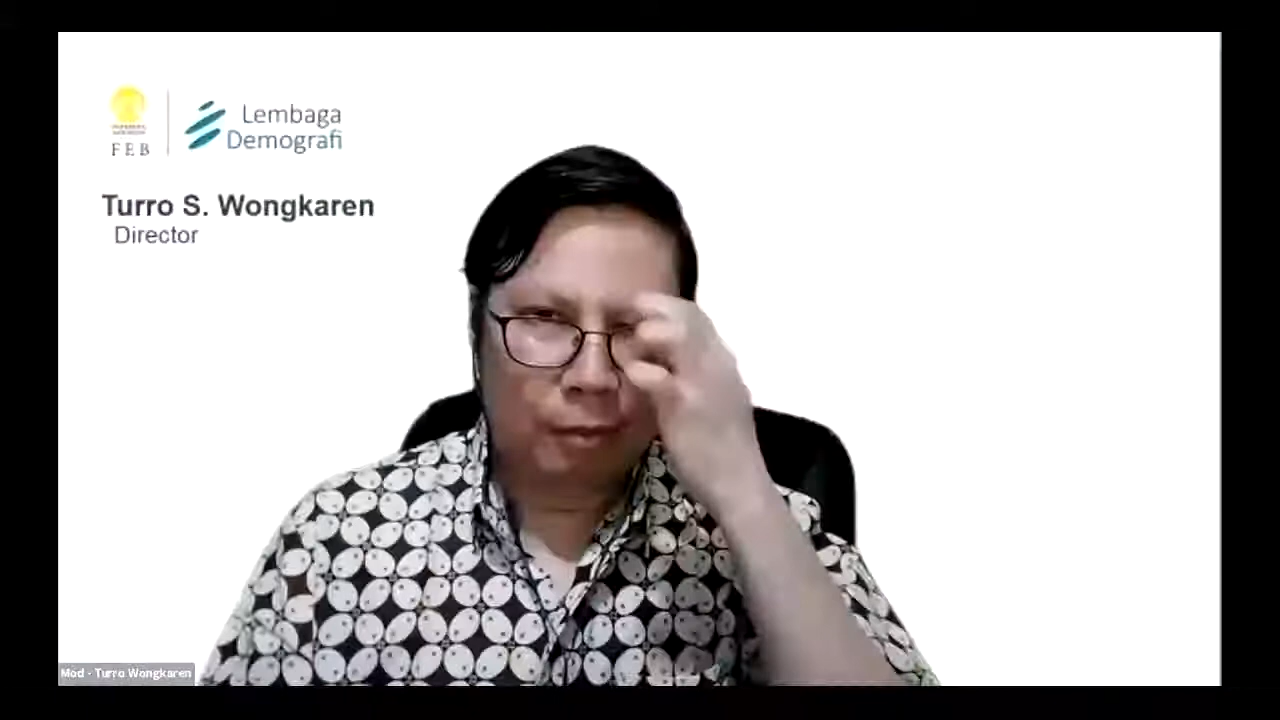 Lembaga
Demografi
FEB
Turro S. Wongkaren
Director
Mod - Turro Wongkaren